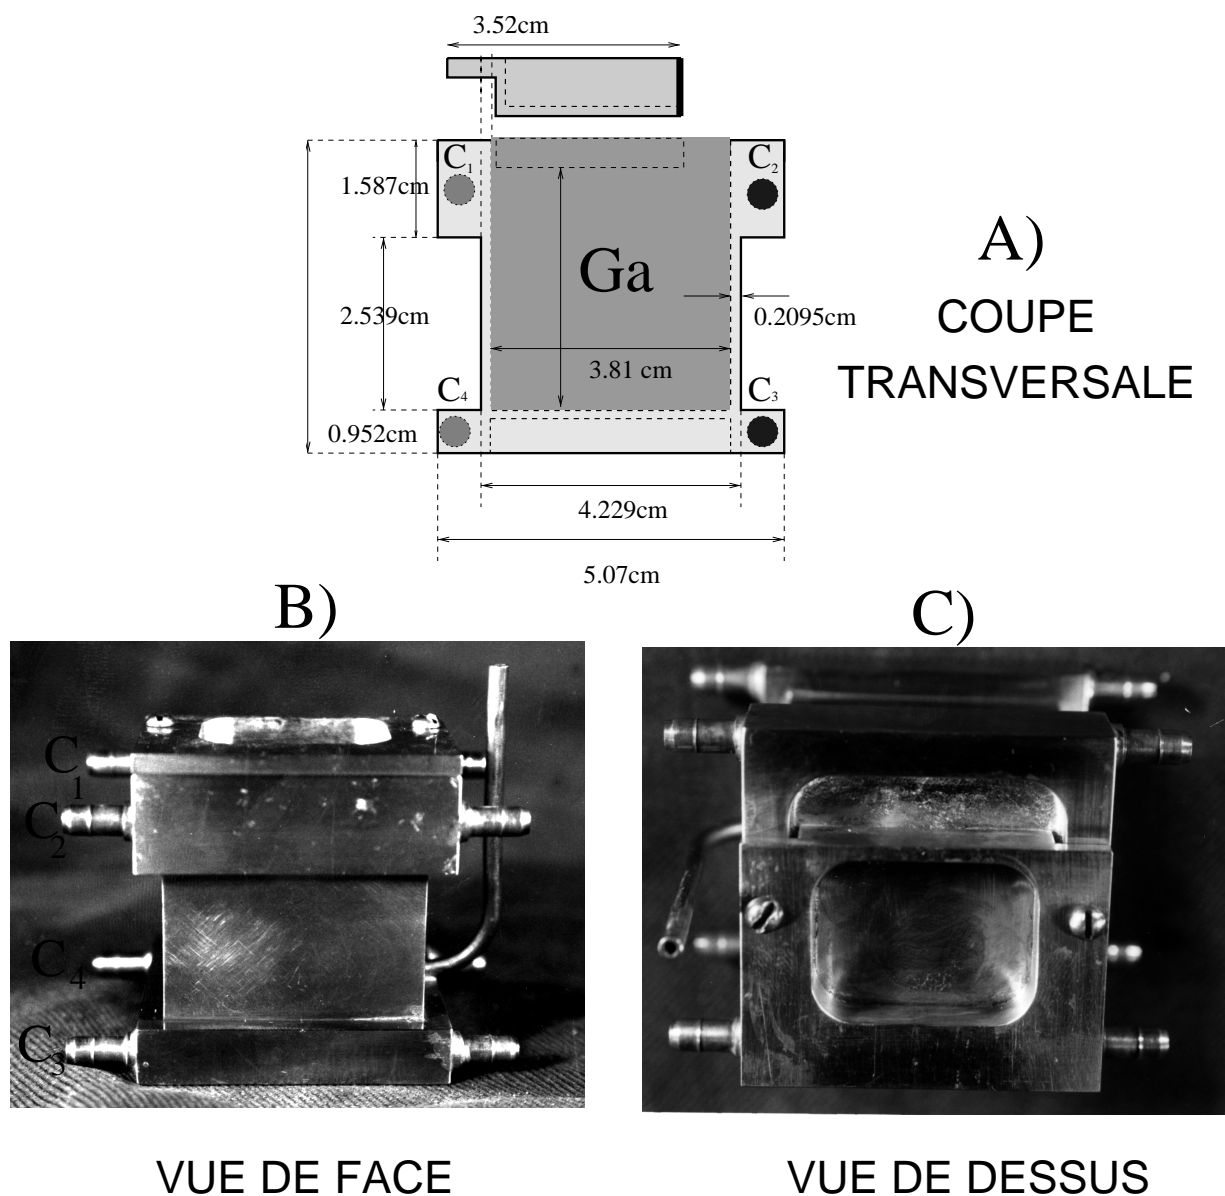 3.52cm
C1
C2
1.587cm
A)
Ga
2.539cm
0.2095cm
COUPE
3.81 cm
TRANSVERSALE
C4
C3
0.952cm
4.229cm
5.07cm
B)
C)
C1
C2
C4
C3
VUE DE FACE
VUE DE DESSUS